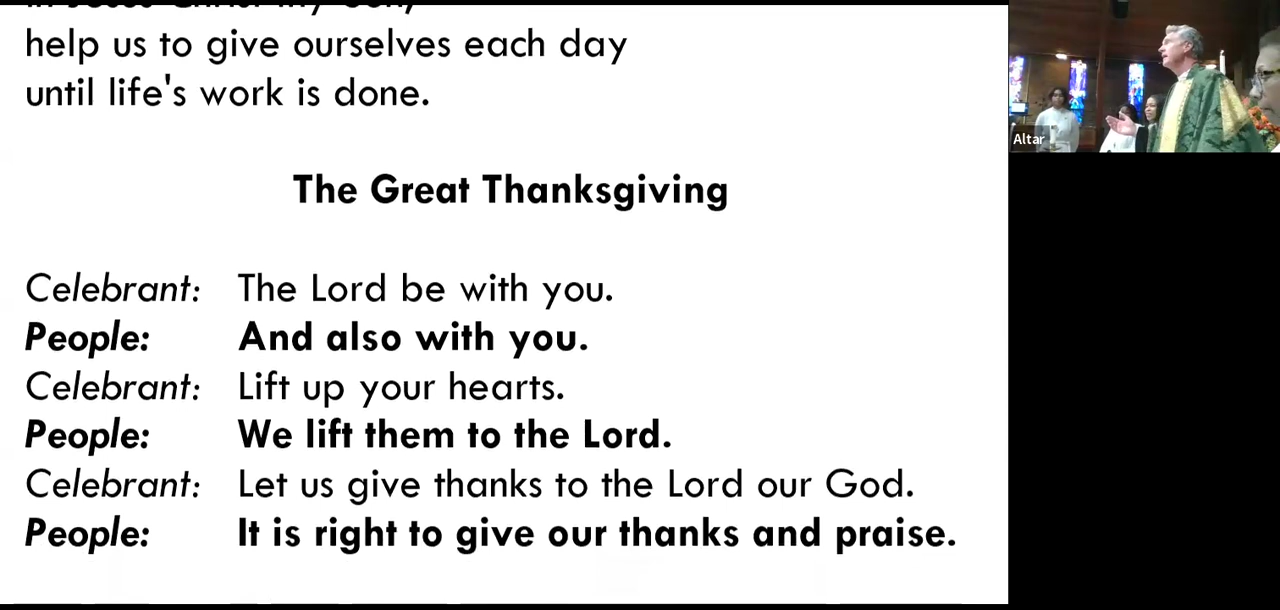 help us to give ourselves each day
until life's work is done.
The Great Thanksgiving
Celebrant: The Lord be with you.
People: And also with you.
Celebrant: Lift up your hearts.
People: We lift them to the Lord.
Celebrant: Let us give thanks to the Lord our God.
People: It is right to give our thanks and praise.
Altar